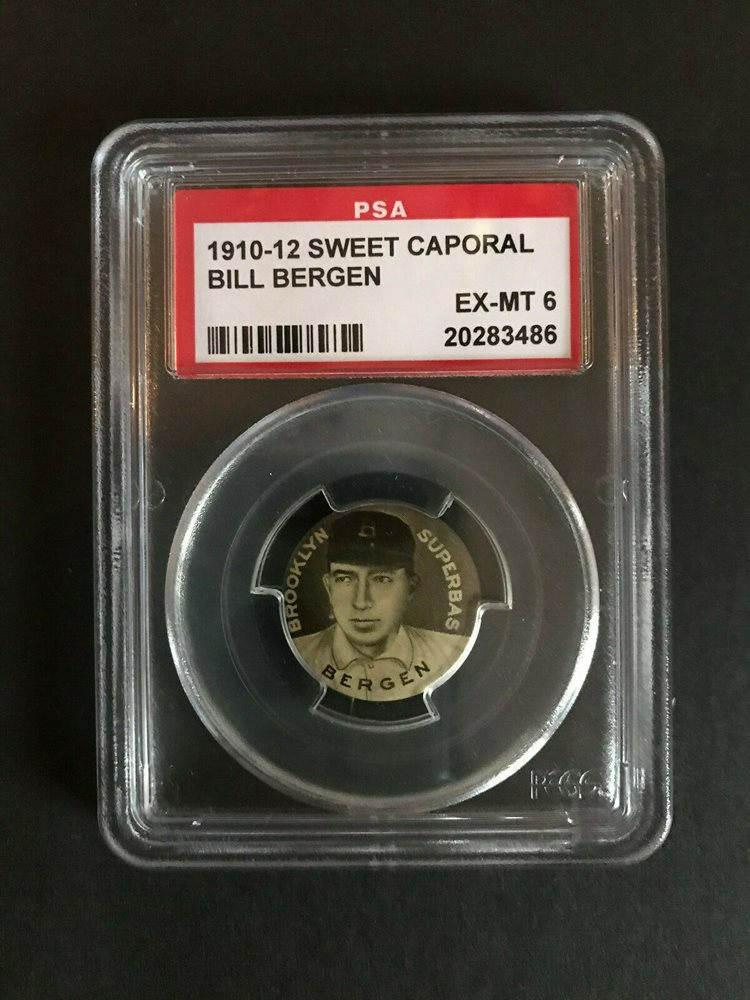 PSA
1910-12 SWEET CAPORAL
BILL BERGEN
EX-MT 6
20283486
BROOKLYN SUPERBAS
BERGEN